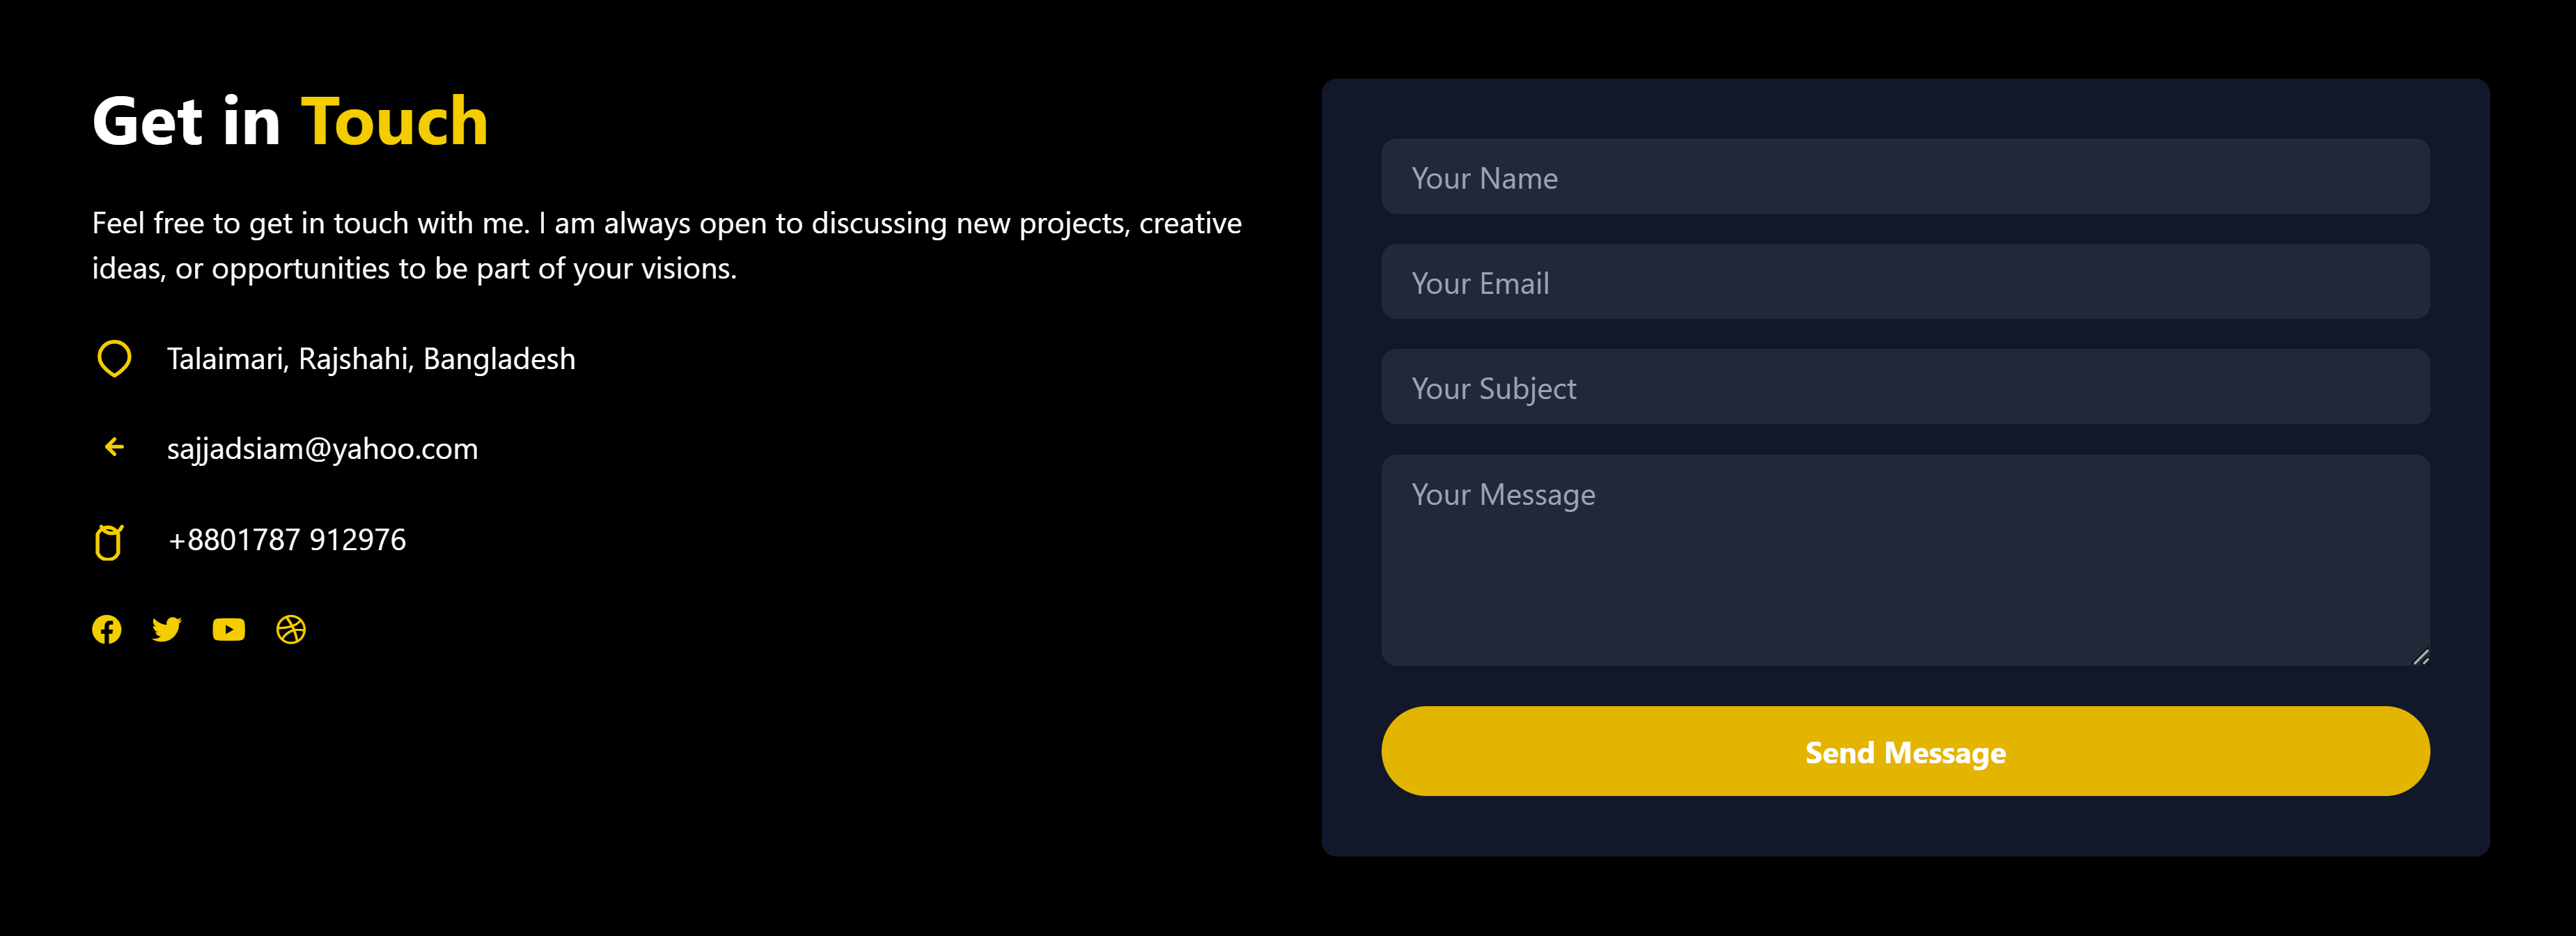 Get in Touch
Feel free to get in touch with me. I am always open to discussing new projects, creative
ideas, or opportunities to be part of your visions.
Talaimari, Rajshahi, Bangladesh
sajjadsiam@yahoo.com
+8801787 912976
Your Name
Your Email
Your Subject
Your Message
Send Message